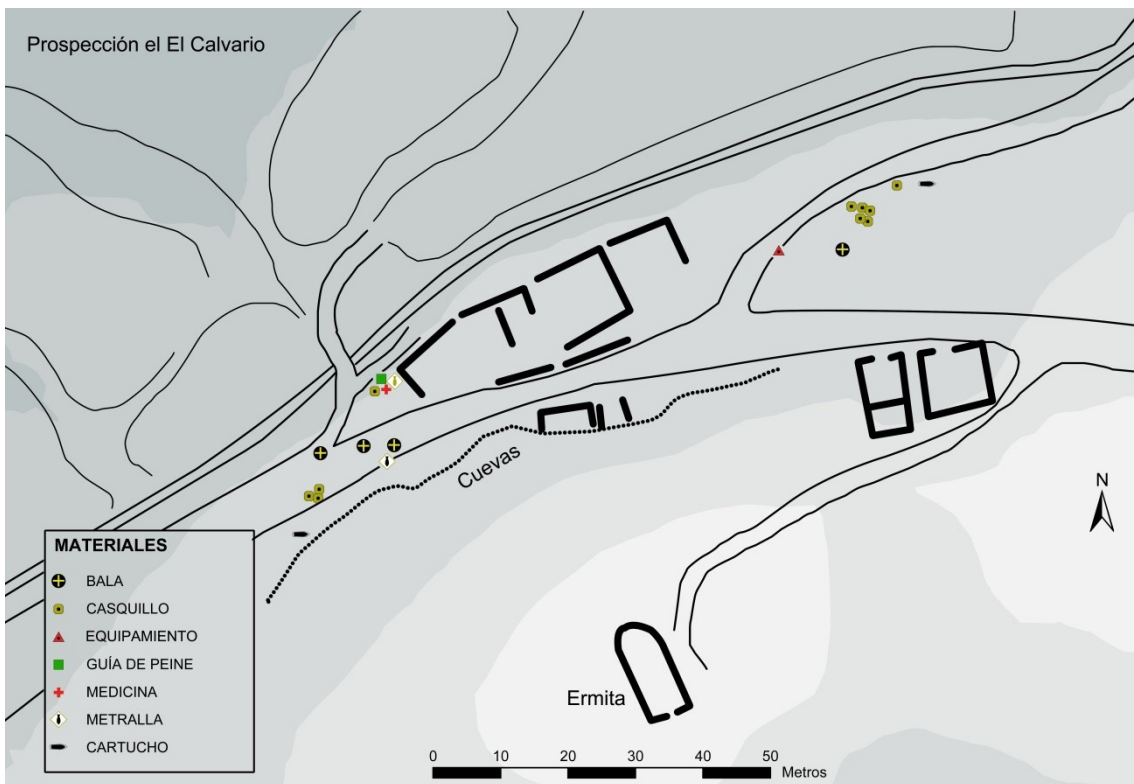 Prospección el El Calvario
N
Cuevas
Ermita
MATERIALES
BALA
CASQUILLO
EQUIPAMIENTO
GUÍA DE PEINE
MEDICINA
METRALLA
CARTUCHO
0 10 20 30 40 50
Metros